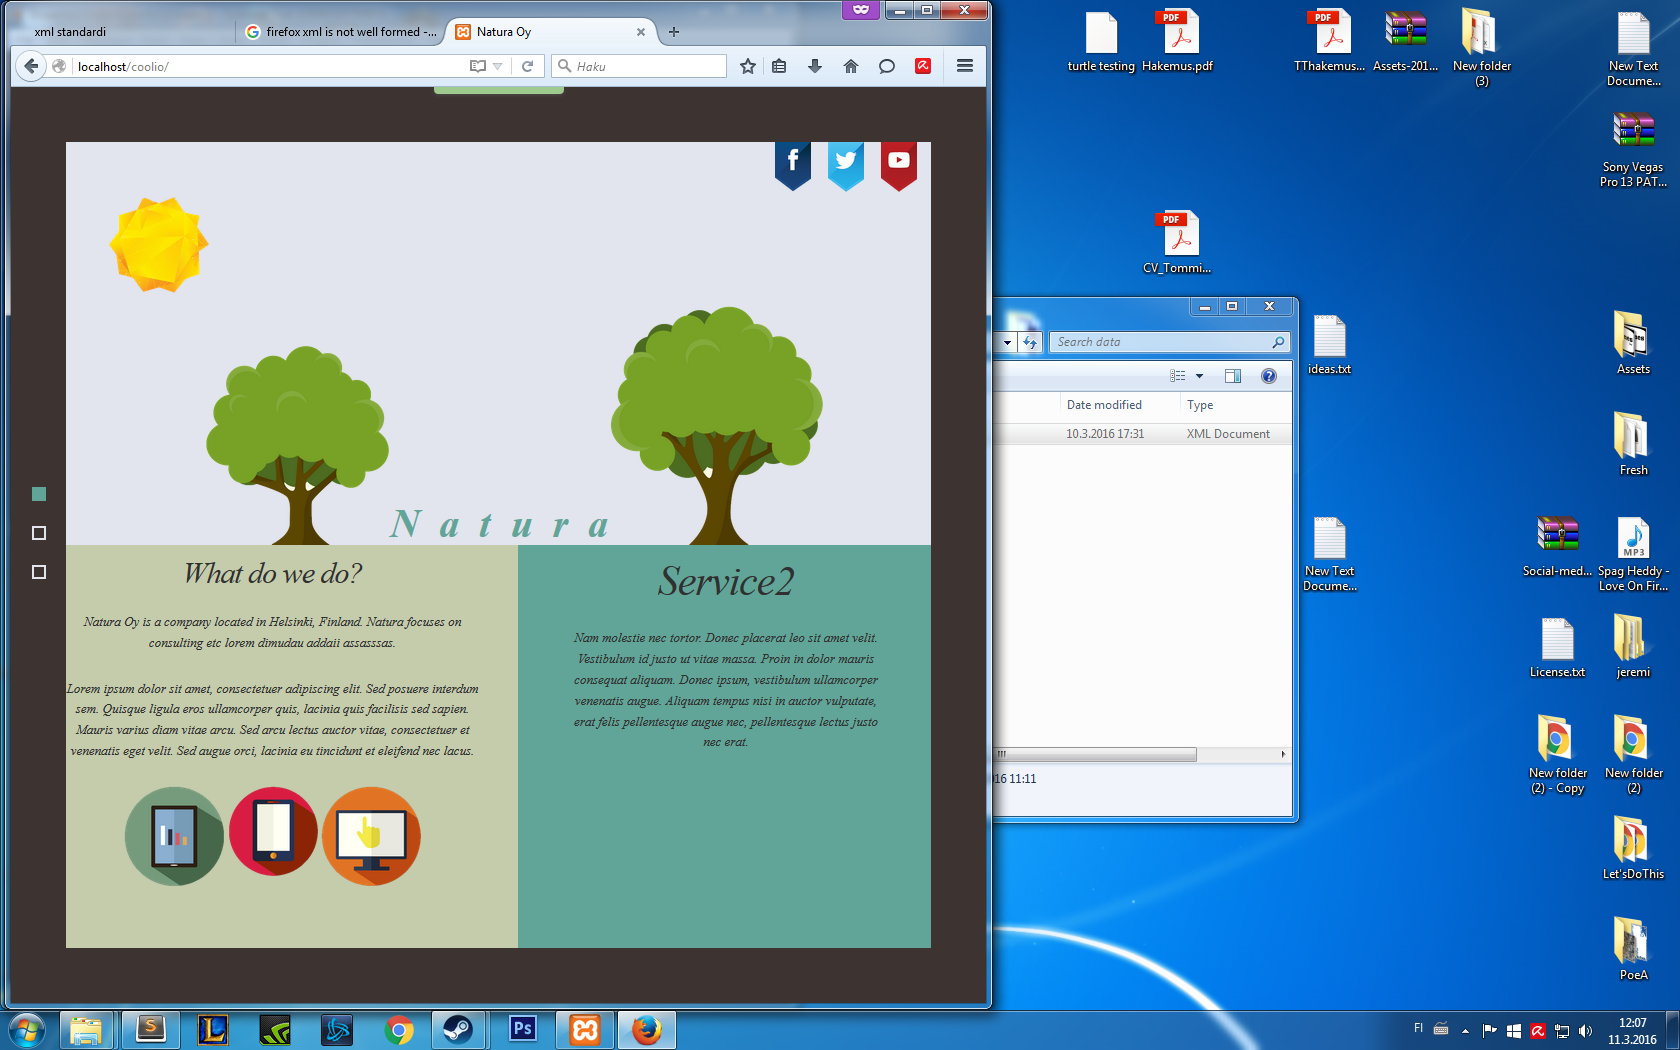 xml standardi
firefox xml is not well formed -...
Natura Oy
localhost/coolio/
Haku
Natura
What do we do?
Natura Oy is a company located in Helsinki, Finland. Natura focuses on
consulting etc lorem dimudau addaii assasssas.
Lorem ipsum dolor sit amet, consectetuer adipiscing elit. Sed posuere interdum
sem. Quisque ligula eros ullamcorper quis, lacinia quis facilisis sed sapien.
Mauris varius diam vitae arcu. Sed arcu lectus auctor vitae, consectetuer et
venenatis eget velit. Sed augue orci, lacinia eu tincidunt et eleifend nec lacus.
Service2
Nam molestie nec tortor. Donec placerat leo sit amet velit.
Vestibulum id justo ut vitae massa. Proin in dolor mauris
consequat aliquam. Donec ipsum, vestibulum ullamcorper
venenatis augue. Aliquam tempus nisi in auctor vulputate,
erat felis pellentesque augue nec, pellentesque lectus justo
nec erat.
Search data
Date modified
Type
10.3.2016 17:31
XML Document
16 11:11
turtle testing
PDF
Hakemus.pdf
PDF
TThakemus...
Assets-201...
New folder
(3)
New Text
Docume...
Sony Vegas
Pro 13 PAT...
PDF
CV_Tommi...
ideas.txt
Assets
Fresh
New Text
Docume...
Social-med...
MP3
Spag Heddy -
Love On Fir...
License.txt
jeremi
New folder
(2) - Copy
New folder
(2)
Let'sDoThis
PoeA
S
L
Ps
FI
12:07
11.3.2016